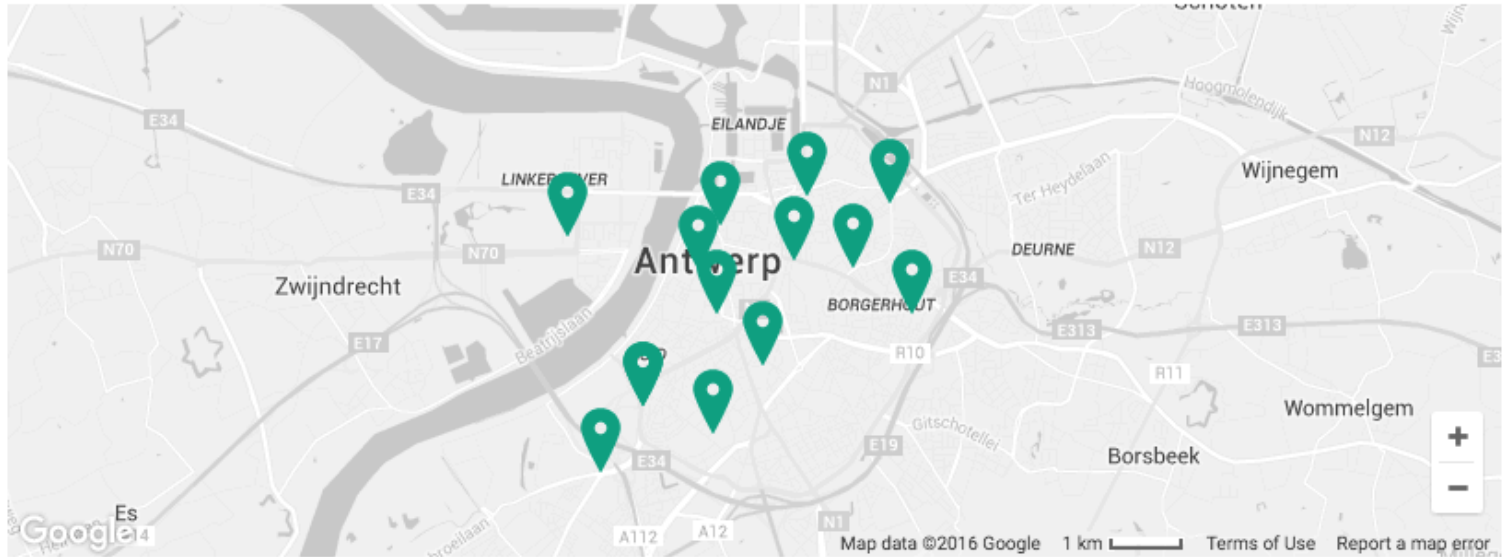 Schoten
N1
Hoogmolendijk
E34
EILANDJE
N12
LINKEROEVER
Wijnegem
Ter Heydelaan
E34
N70
N70
DEURNE
N12
Antwerp
E34
Zwijndrecht
BORGERHOUT
Beatrijslaan
E313
E313
E17
R10
R11
Wommelgem
Gitschotellei
E34
E19
Borsbeek
+
−
Es
Google
A112
A12
N1
Map data ©2016 Google
1 km
Terms of Use
Report a map error